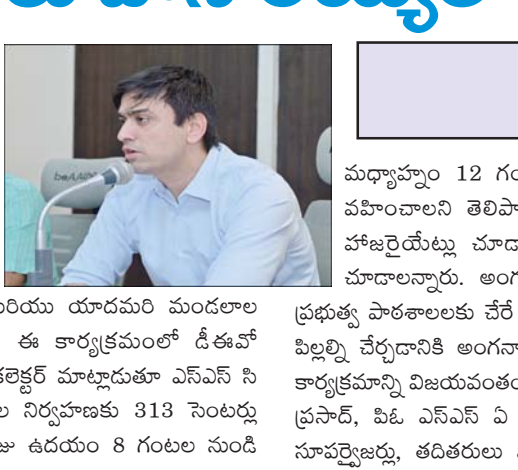 రియు యాదమరి మండలాల
ఈ కార్యక్రమంలో డీఈవో
కలెక్టర్ మాట్లాడుతూ ఎస్ఎస్ సి
నిర్వహణకు 313 సెంటర్లు
ఉదయం 8 గంటల నుండి
మధ్యాహ్నం 12 గం
వహించాలని తెలిపా
హాజరైయేట్లు చూడా
చూడాలన్నారు. అంగ
ప్రభుత్వ పాఠశాలలకు చేరే
పిల్లల్ని చేర్చడానికి అంగనా
కార్యక్రమాన్ని విజయవంతం
ప్రసాద్, పిఓ ఎస్ఎస్ ఏ
సూపర్వైజర్లు, తదితరులు